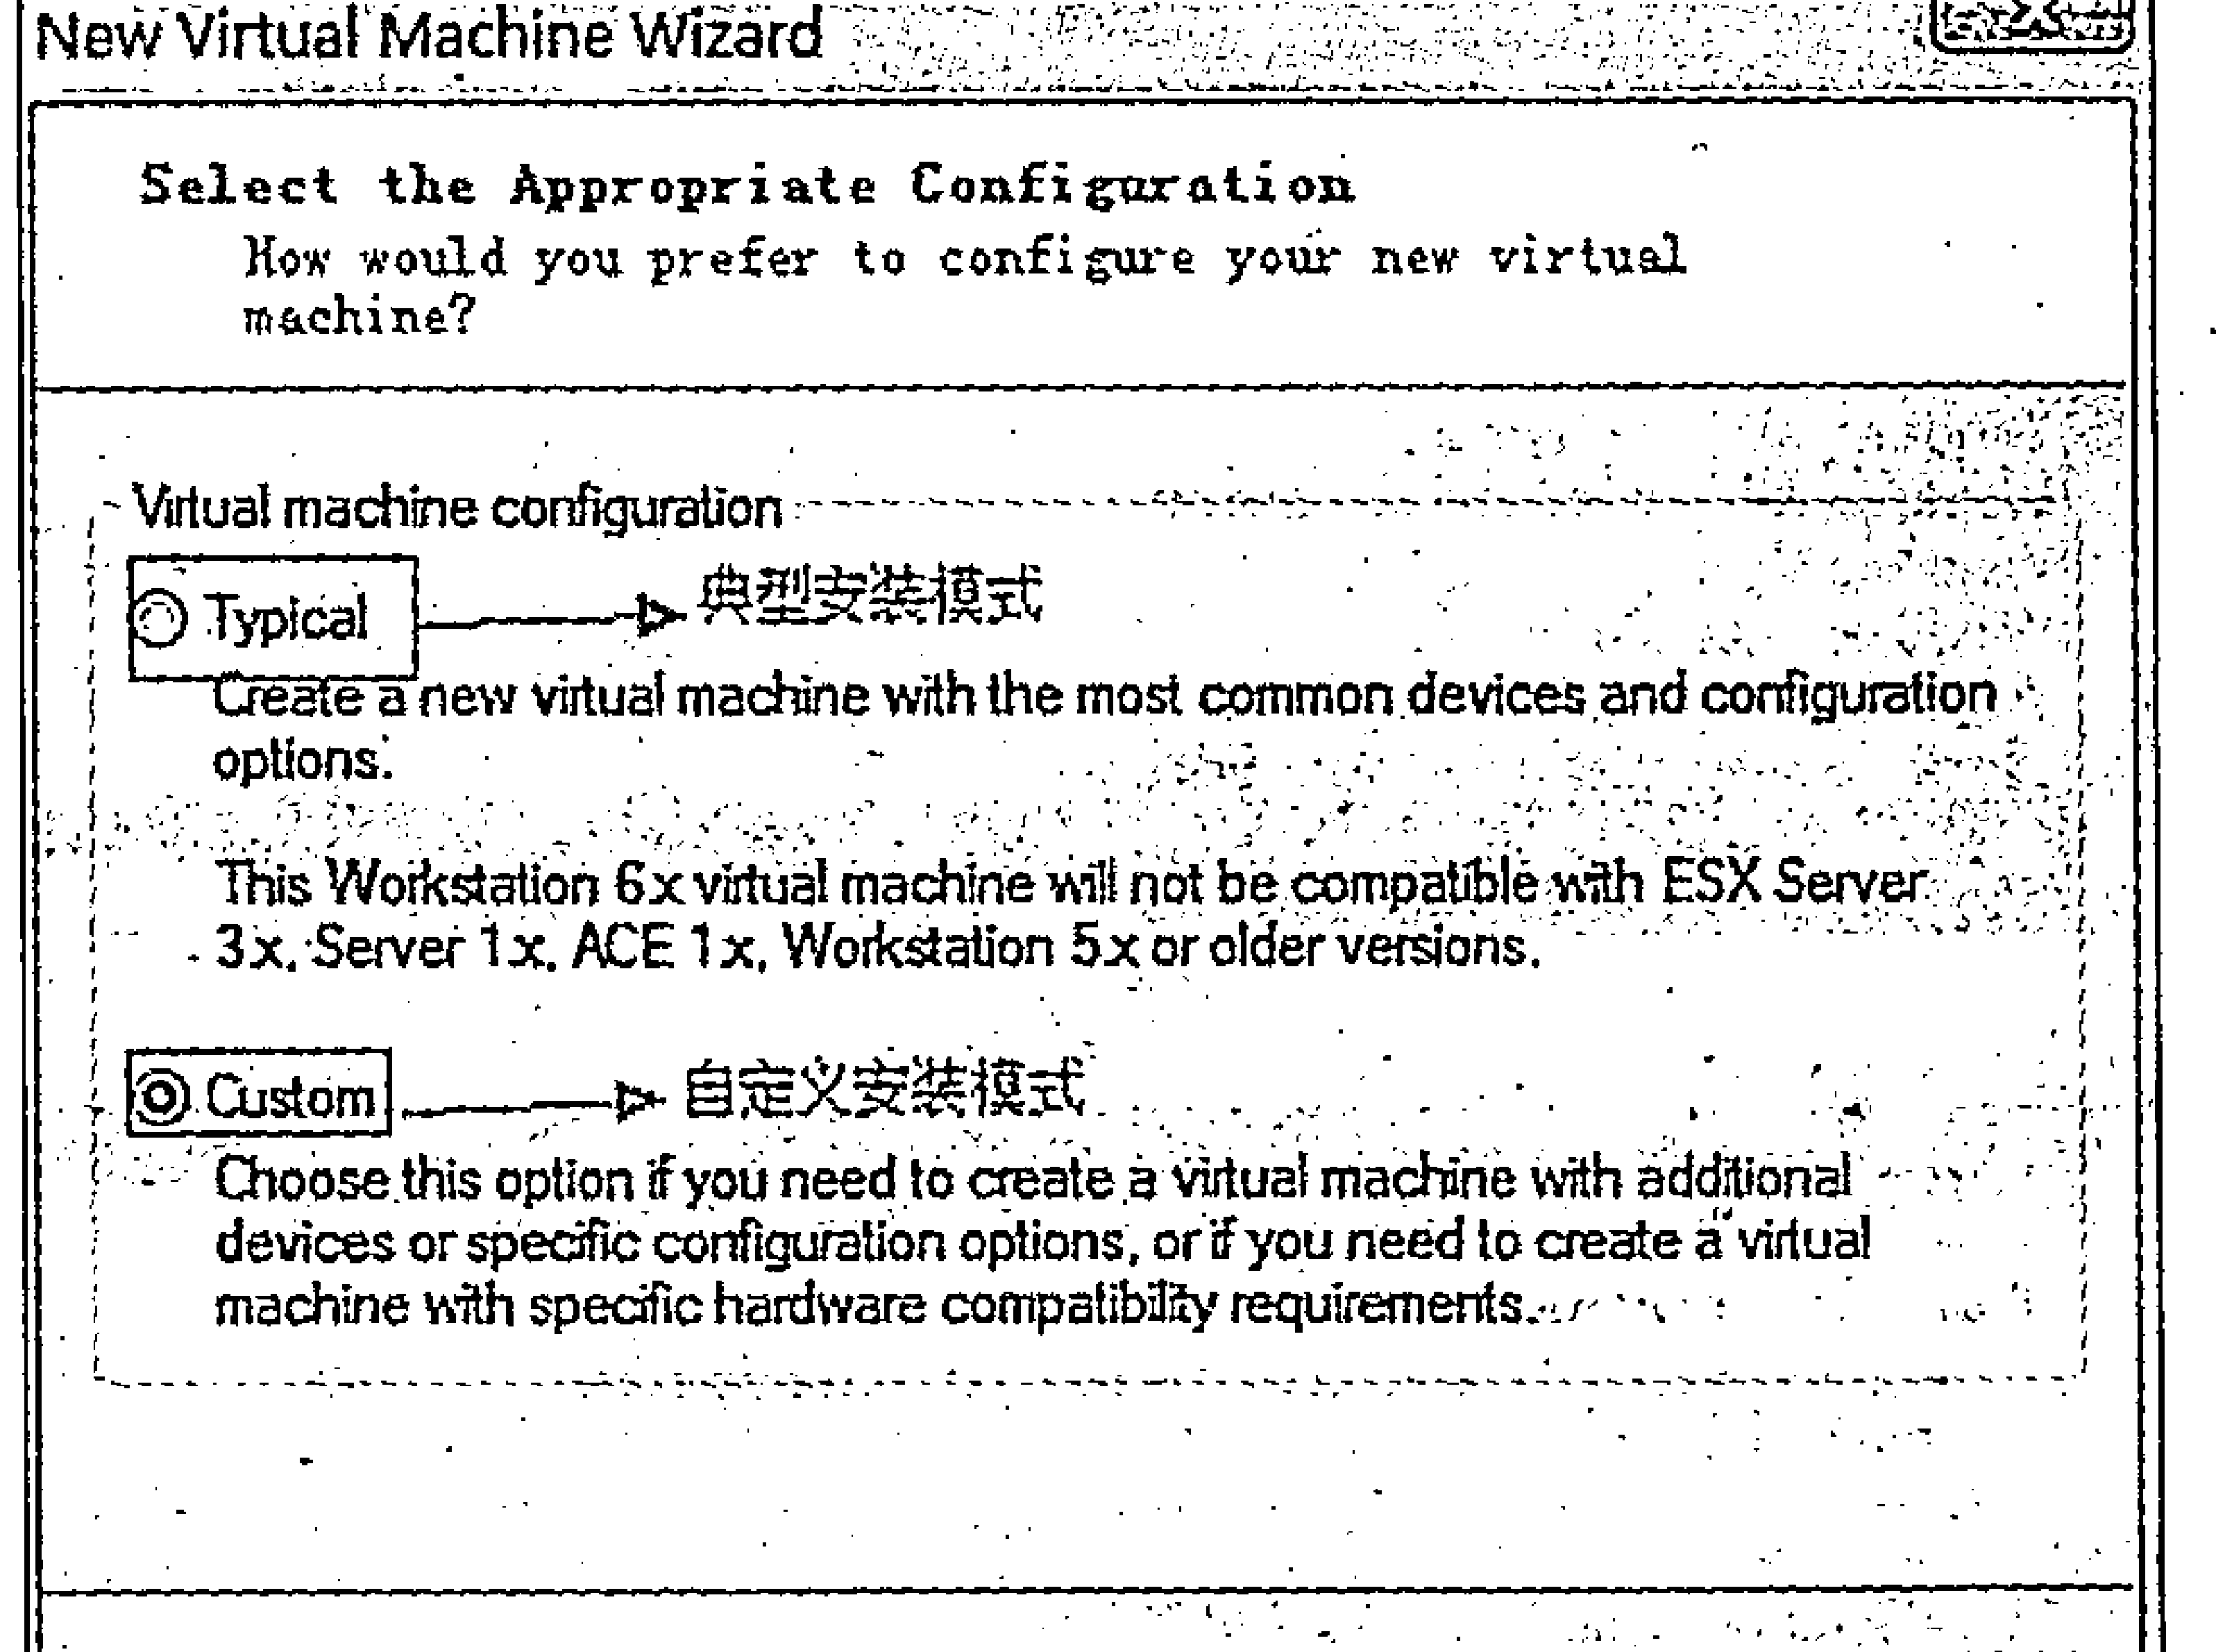 New Virtual Machine Wizard
Select the Appropriate Configuration
How would you prefer to configure your new virtual
machine?
Virtual machine configuration
Typical 典型安装模式
Create a new virtual machine with the most common devices and configuration
options.
This Workstation 6x virtual machine will not be compatible with ESX Server
3x, Server 1x, ACE 1x, Workstation 5x or older versions.
Custom 自定义安装模式
Choose this option if you need to create a virtual machine with additional
devices or specific configuration options, or if you need to create a virtual
machine with specific hardware compatibility requirements.